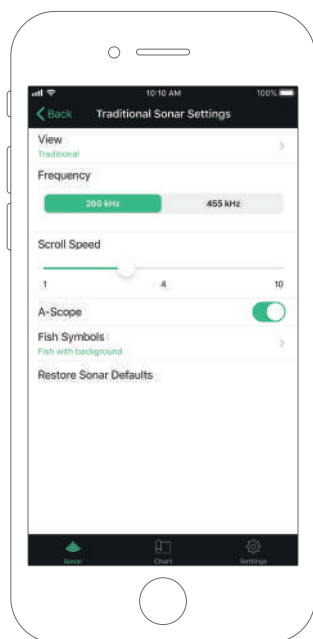 10:10 AM
100%
Back
Traditional Sonar Settings
View
Traditional
Frequency
260 kHz
455 kHz
Scroll Speed
1
4
10
A-Scope
Fish Symbols
Fish with background
Restore Sonar Defaults
Sonar
Chart
Settings